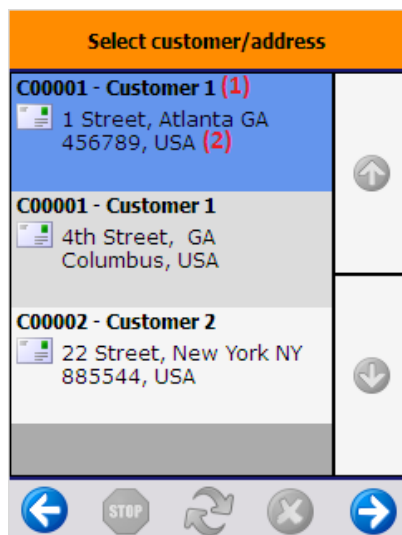 Select customer/address
C00001 - Customer 1 (1)
1 Street, Atlanta GA
456789, USA (2)
C00001 - Customer 1
4th Street,  GA
Columbus, USA
C00002 - Customer 2
22 Street, New York NY
885544, USA
STOP